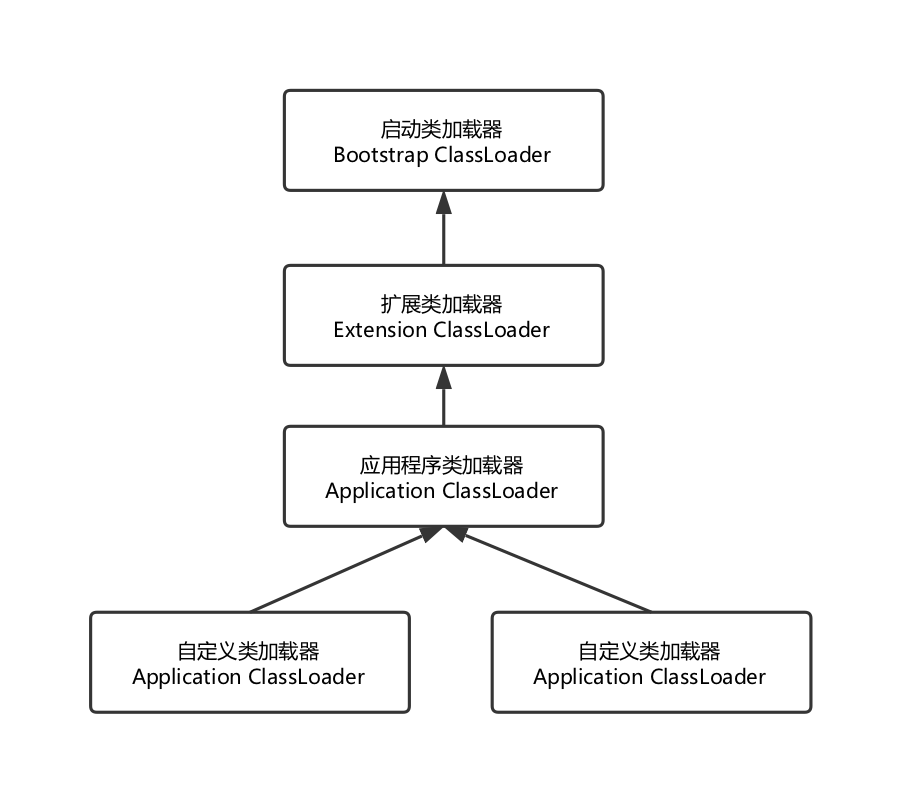 启动类加载器
Bootstrap ClassLoader
扩展类加载器
Extension ClassLoader
应用程序类加载器
Application ClassLoader
自定义类加载器
Application ClassLoader
自定义类加载器
Application ClassLoader